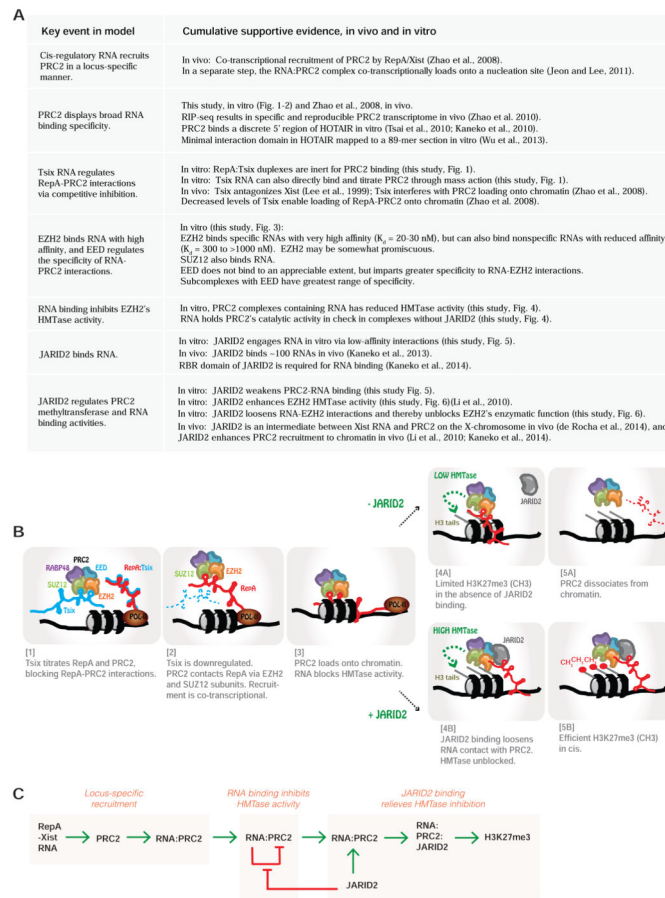 A
Key event in model
Cumulative supportive evidence, in vivo and in vitro
Cis-regulatory RNA recruits
PRC2 in a locus-specific
manner.
In vivo: Co-transcriptional recruitment of PRC2 by RepA/Xist (Zhao et al., 2008).
In a separate step, the RNA:PRC2 complex co-transcriptionally loads onto a nucleation site (Jeon and Lee, 2011).
PRC2 displays broad RNA
binding specificity.
This study, in vitro (Fig. 1-2) and Zhao et al., 2008, in vivo.
RIP-seq results in specific and reproducible PRC2 transcriptome in vivo (Zhao et al. 2010).
PRC2 binds a discrete 5' region of HOTAIR in vitro (Tsai et al., 2010; Kaneko et al., 2010).
Minimal interaction domain in HOTAIR mapped to a 89-mer section in vitro (Wu et al., 2013).
Tsix RNA regulates
RepA-PRC2 interactions
via competitive inhibition.
In vitro: RepA:Tsix duplexes are inert for PRC2 binding (this study, Fig. 1).
In vitro: Tsix RNA can also directly bind and titrate PRC2 through mass action (this study, Fig. 1).
In vivo: Tsix antagonizes Xist (Lee et al., 1999); Tsix interferes with PRC2 loading onto chromatin (Zhao et al., 2008).
Decreased levels of Tsix enable loading of RepA-PRC2 onto chromatin (Zhao et al. 2008).
EZH2 binds RNA with high
affinity, and EED regulates
the specificity of RNA-
PRC2 interactions.
In vitro (this study, Fig. 3):
EZH2 binds specific RNAs with very high affinity (Kd = 20-30 nM), but can also bind nonspecific RNAs with reduced affinity
(Kd = 300 to >1000 nM). EZH2 may be somewhat promiscuous.
SUZ12 also binds RNA.
EED does not bind to an appreciable extent, but imparts greater specificity to RNA-EZH2 interactions.
Subcomplexes with EED have greatest range of specificity.
RNA binding inhibits EZH2's
HMTase activity.
In vitro, PRC2 complexes containing RNA has reduced HMTase activity (this study, Fig. 4).
RNA holds PRC2's catalytic activity in check in complexes without JARID2 (this study, Fig. 4).
JARID2 binds RNA.
In vitro: JARID2 engages RNA in vitro via low-affinity interactions (this study, Fig. 5).
In vivo: JARID2 binds ~100 RNAs in vivo (Kaneko et al., 2013).
RBR domain of JARID2 is required for RNA binding (Kaneko et al., 2014).
JARID2 regulates PRC2
methyltransferase and RNA
binding activities.
In vitro: JARID2 weakens PRC2-RNA binding (this study Fig. 5).
In vitro: JARID2 enhances EZH2 HMTase activity (this study, Fig. 6)(Li et al., 2010).
In vitro: JARID2 loosens RNA-EZH2 interactions and thereby unblocks EZH2's enzymatic function (this study, Fig. 6).
In vivo: JARID2 is an intermediate between Xist RNA and PRC2 on the X-chromosome in vivo (de Rocha et al., 2014), and
JARID2 enhances PRC2 recruitment to chromatin in vivo (Li et al., 2010; Kaneko et al., 2014).
B
- JARID2
LOW HMTase
JARID2
H3 tails
[4A]
Limited H3K27me3 (CH3)
in the absence of JARID2
binding.
[5A]
PRC2 dissociates from
chromatin.
PRC2
RABP48
EED
RepA:Tsix
SUZ12
EZH2
Tsix
POL-II
[1]
Tsix titrates RepA and PRC2,
blocking RepA-PRC2 interactions.
SUZ12
EZH2
RepA
POL-II
[2]
Tsix is downregulated.
PRC2 contacts RepA via EZH2
and SUZ12 subunits. Recruit-
ment is co-transcriptional.
POL-II
[3]
PRC2 loads onto chromatin.
RNA blocks HMTase activity.
+ JARID2
HIGH HMTase
JARID2
H3 tails
[4B]
JARID2 binding loosens
RNA contact with PRC2.
HMTase unblocked.
CH3 CH3 CH3
[5B]
Efficient H3K27me3 (CH3)
in cis.
C
Locus-specific
recruitment
RNA binding inhibits
HMTase activity
JARID2 binding
relieves HMTase inhibition
RepA
-Xist
RNA
PRC2
RNA:PRC2
RNA:PRC2
RNA:PRC2
RNA:
PRC2:
JARID2
H3K27me3
JARID2